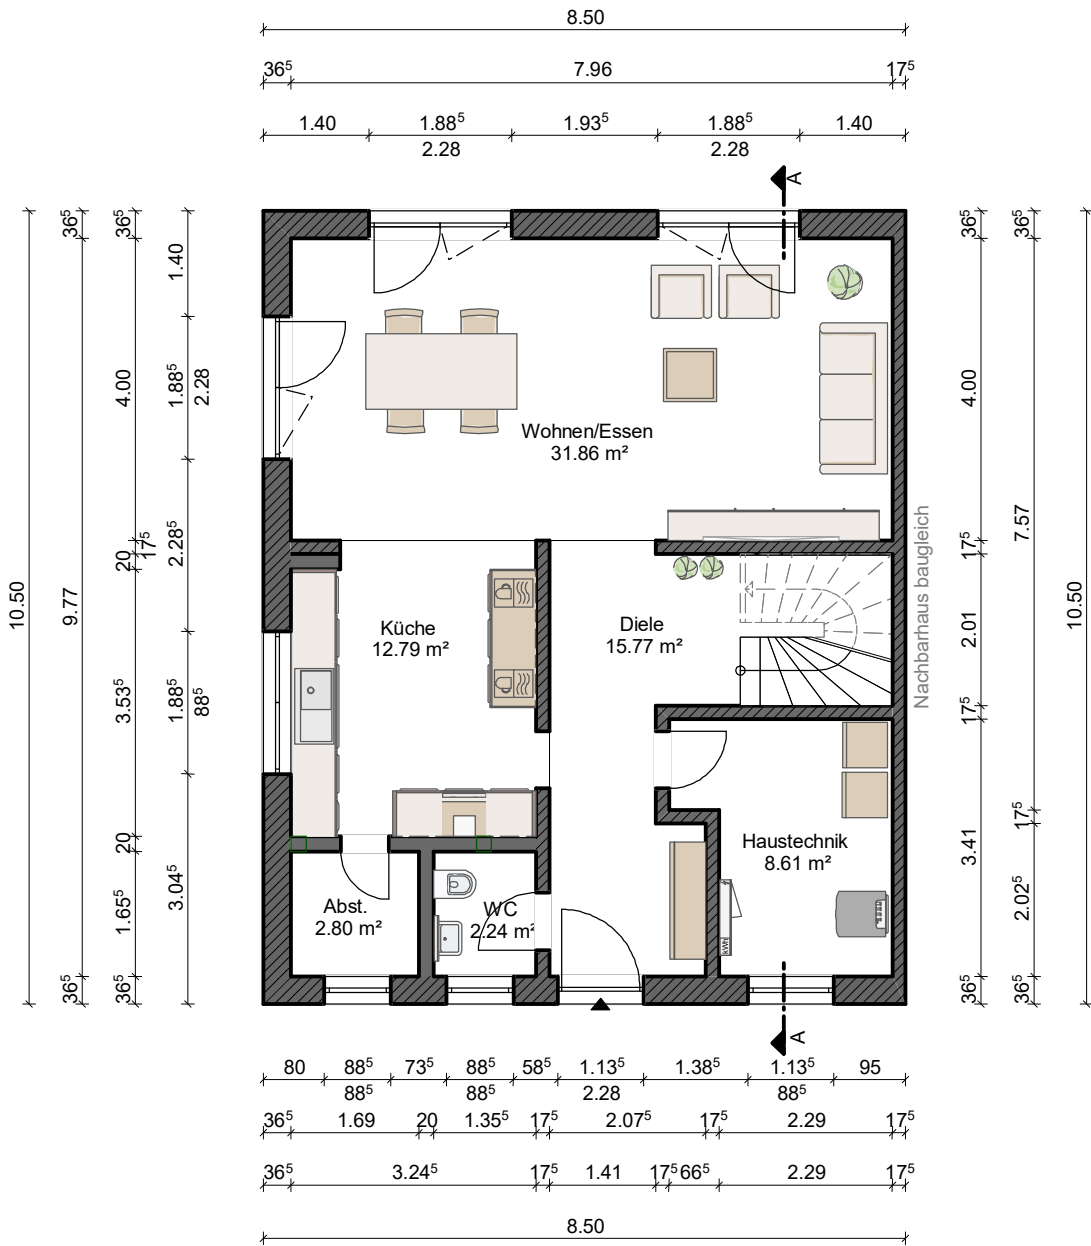 8.50
36⁵ 7.96 17⁵
1.40 1.88⁵ 1.93⁵ 1.88⁵ 1.40
2.28 2.28
A
10.50
36⁵ 9.77 36⁵
36⁵ 4.00 17⁵ 20 3.53⁵ 20 1.65⁵ 36⁵
1.40 1.88⁵ 2.28⁵ 1.88⁵ 3.04⁵
2.28 88⁵
Wohnen/Essen
31.86 m²
Küche
12.79 m²
Diele
15.77 m²
Haustechnik
8.61 m²
Abst.
2.80 m²
WC
2.24 m²
kWh
Nachbarhaus baugleich
36⁵ 4.00 17⁵ 2.01 17⁵ 3.41 36⁵
36⁵ 7.57 17⁵ 2.02⁵ 36⁵
10.50
A
80 88⁵ 73⁵ 88⁵ 58⁵ 1.13⁵ 1.38⁵ 1.13⁵ 95
88⁵ 88⁵ 2.28 88⁵
36⁵ 1.69 20 1.35⁵ 17⁵ 2.07⁵ 17⁵ 2.29 17⁵
36⁵ 3.24⁵ 17⁵ 1.41 17⁵ 66⁵ 2.29 17⁵
8.50